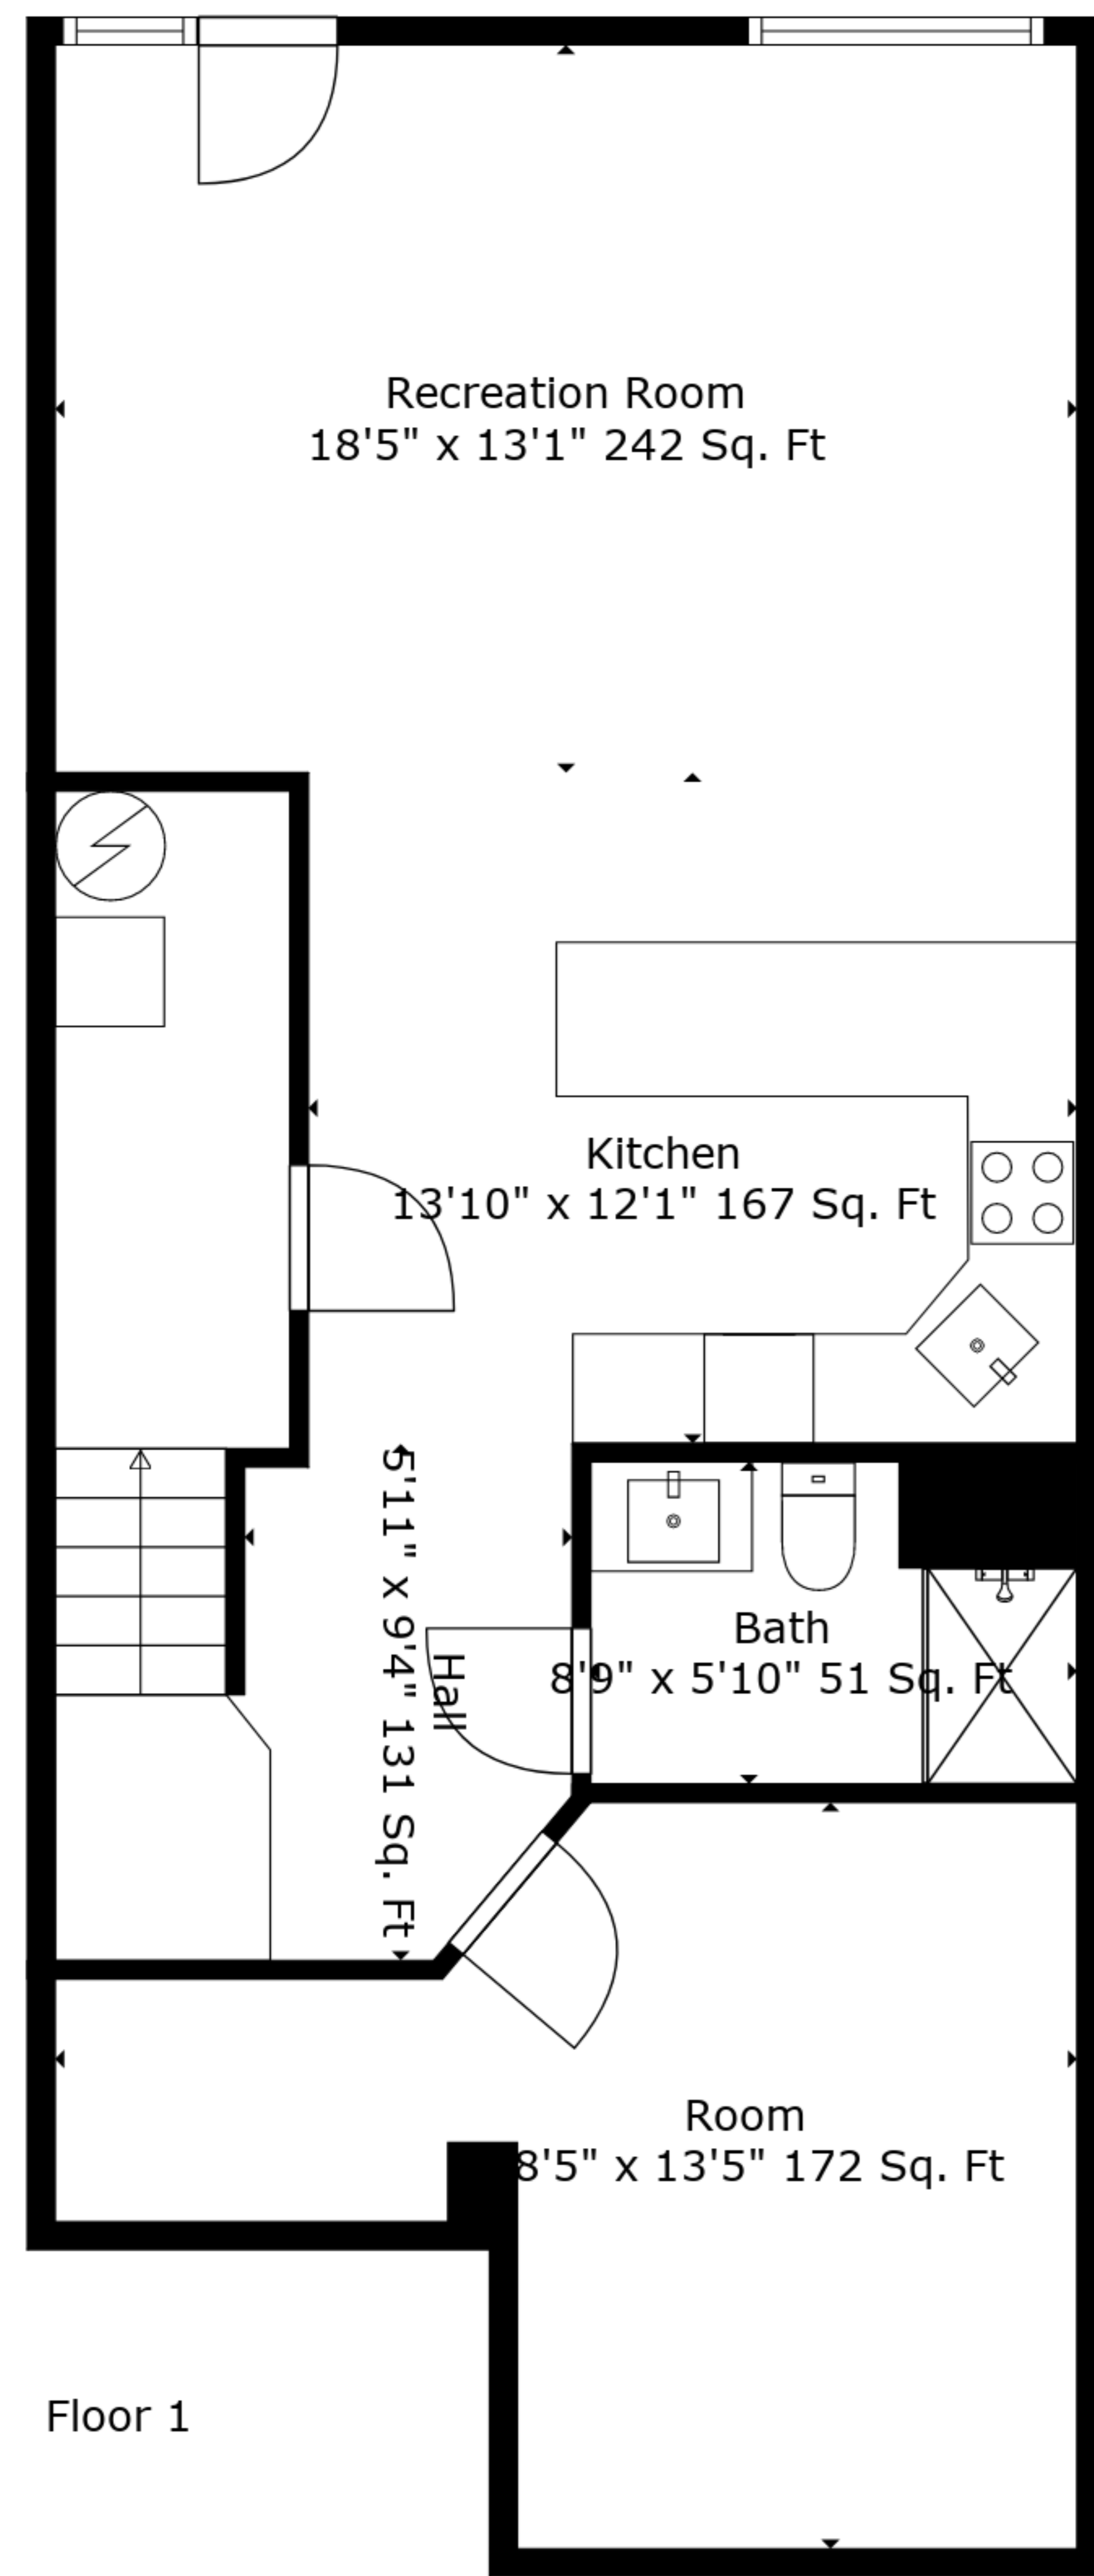 Recreation Room
18'5" x 13'1" 242 Sq. Ft
Kitchen
13'10" x 12'1" 167 Sq. Ft
Hall
5'11" x 9'4" 131 Sq. Ft
Bath
8'9" x 5'10" 51 Sq. Ft
Room
8'5" x 13'5" 172 Sq. Ft
Floor 1